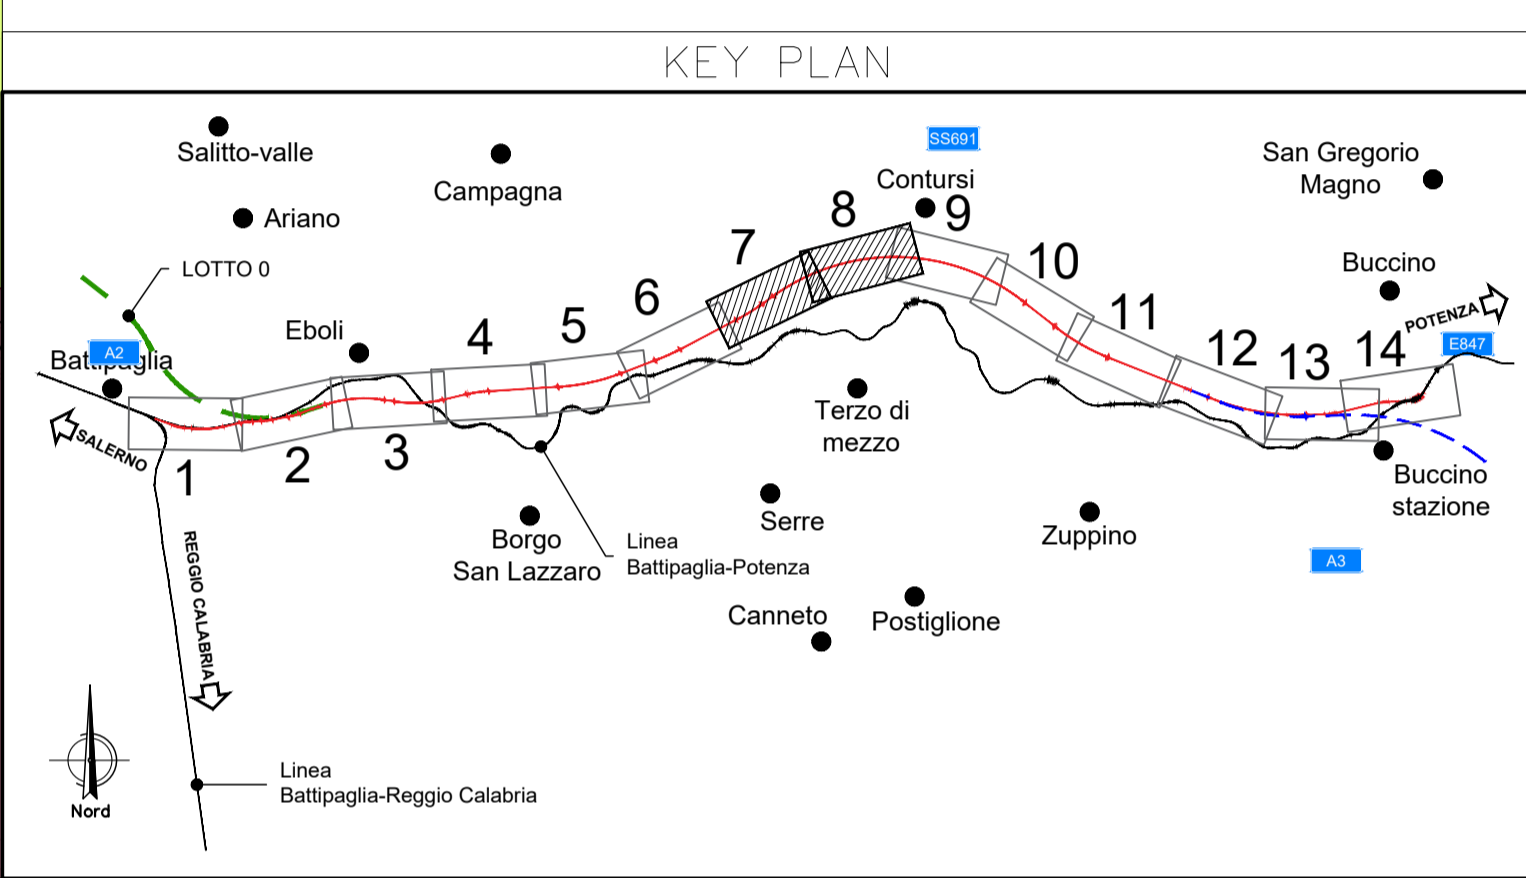 KEY PLAN
SS691
Salitto-valle
Campagna
Contursi
San Gregorio
Magno
Ariano
8
9
7
10
LOTTO 0
Buccino
6
11
POTENZA
Eboli
4
5
12
13
14
E847
Battipaglia
A2
SALERNO
1
2
3
Terzo di
mezzo
Buccino
stazione
Serre
Zuppino
Borgo
San Lazzaro
Linea
Battipaglia-Potenza
A3
REGGIO CALABRIA
Canneto
Postiglione
Nord
Linea
Battipaglia-Reggio Calabria